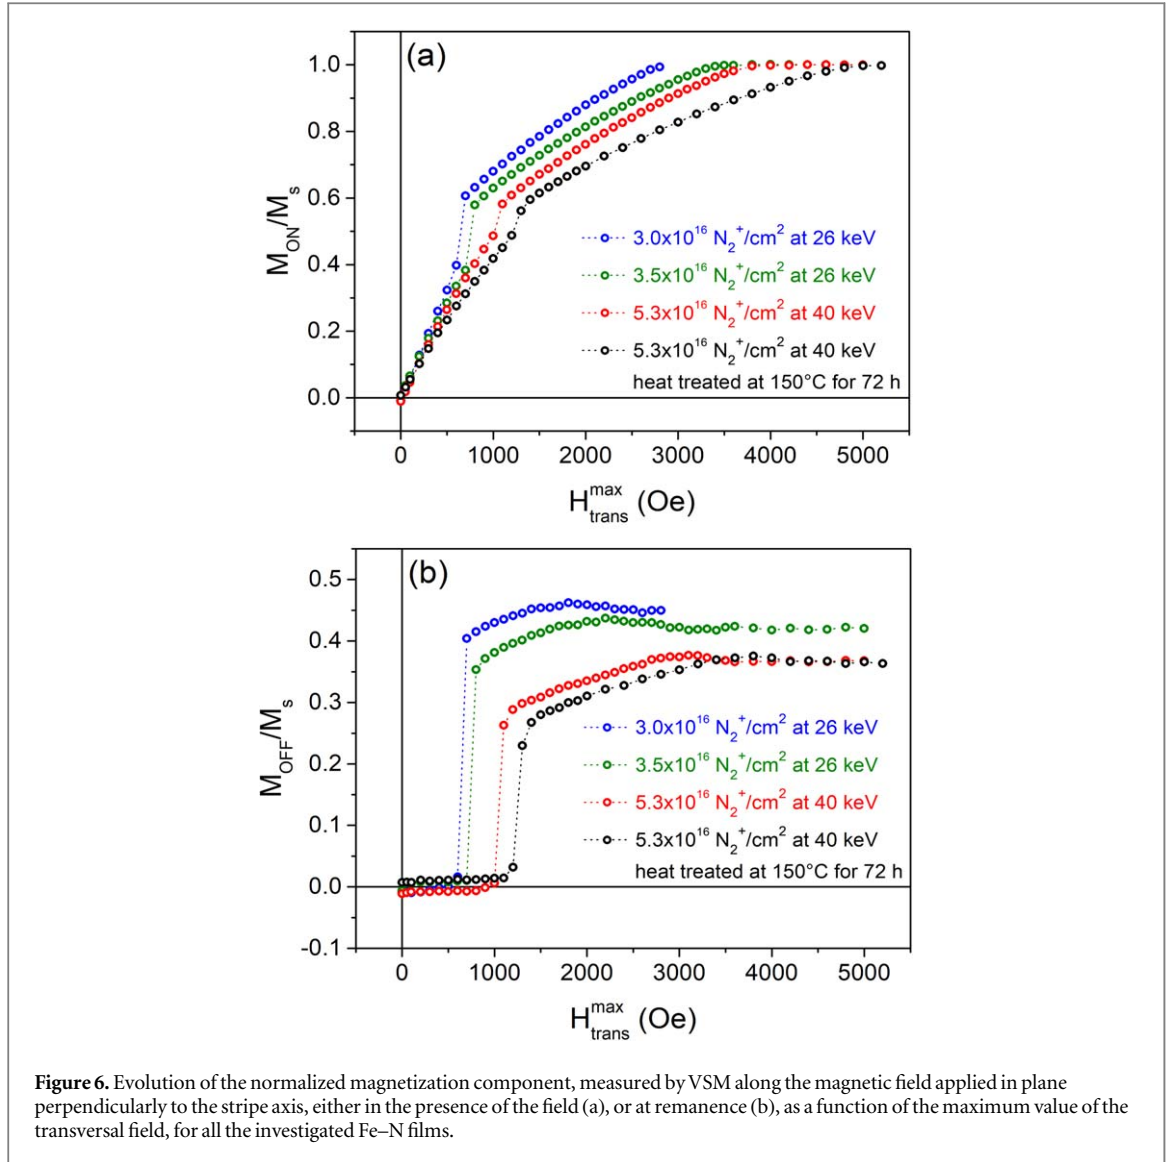 (a)
1.0
0.8
0.6
0.4
0.2
0.0
M_ON/M_s
3.0x10^16 N_2^+/cm^2 at 26 keV
3.5x10^16 N_2^+/cm^2 at 26 keV
5.3x10^16 N_2^+/cm^2 at 40 keV
5.3x10^16 N_2^+/cm^2 at 40 keV
heat treated at 150°C for 72 h
0 1000 2000 3000 4000 5000
H_trans^max (Oe)
(b)
0.5
0.4
0.3
0.2
0.1
0.0
-0.1
M_OFF/M_s
3.0x10^16 N_2^+/cm^2 at 26 keV
3.5x10^16 N_2^+/cm^2 at 26 keV
5.3x10^16 N_2^+/cm^2 at 40 keV
5.3x10^16 N_2^+/cm^2 at 40 keV
heat treated at 150°C for 72 h
0 1000 2000 3000 4000 5000
H_trans^max (Oe)
Figure 6. Evolution of the normalized magnetization component, measured by VSM along the magnetic field applied in plane
perpendicularly to the stripe axis, either in the presence of the field (a), or at remanence (b), as a function of the maximum value of the
transversal field, for all the investigated Fe–N films.